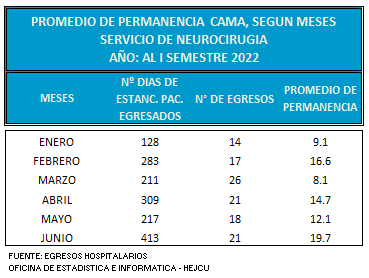 PROMEDIO DE PERMANENCIA CAMA, SEGUN MESES
SERVICIO DE NEUROCIRUGIA
AÑO: AL I SEMESTRE 2022
MESES Nº DIAS DE ESTANC. PAC. EGRESADOS N° DE EGRESOS PROMEDIO DE PERMANENCIA
ENERO 128 14 9.1
FEBRERO 283 17 16.6
MARZO 211 26 8.1
ABRIL 309 21 14.7
MAYO 217 18 12.1
JUNIO 413 21 19.7
FUENTE: EGRESOS HOSPITALARIOS
OFICINA DE ESTADISTICA E INFORMATICA - HEJCU